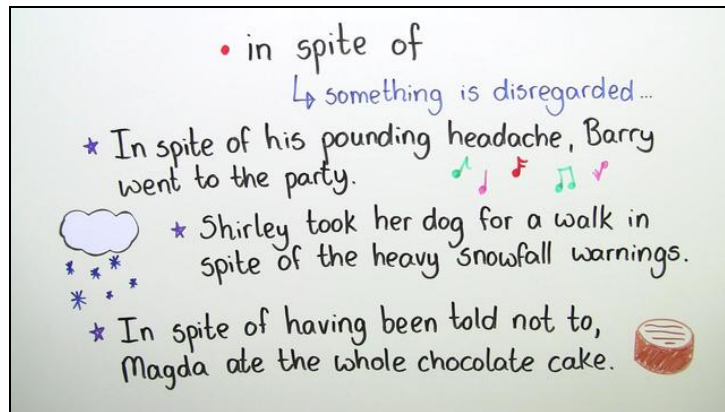 • in spite of
↳ something is disregarded...
★ In spite of his pounding headache, Barry
went to the party.
★ Shirley took her dog for a walk in
spite of the heavy snowfall warnings.
★ In spite of having been told not to,
Magda ate the whole chocolate cake.